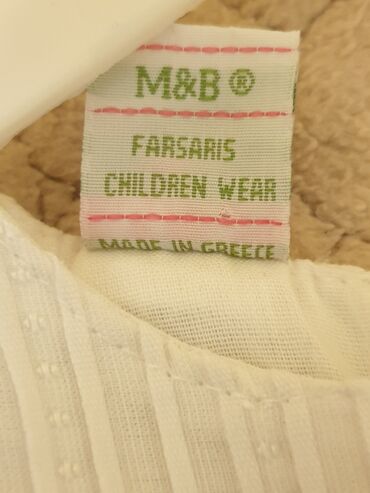 M&B ®
FARSARIS
CHILDREN WEAR
MADE IN GREECE